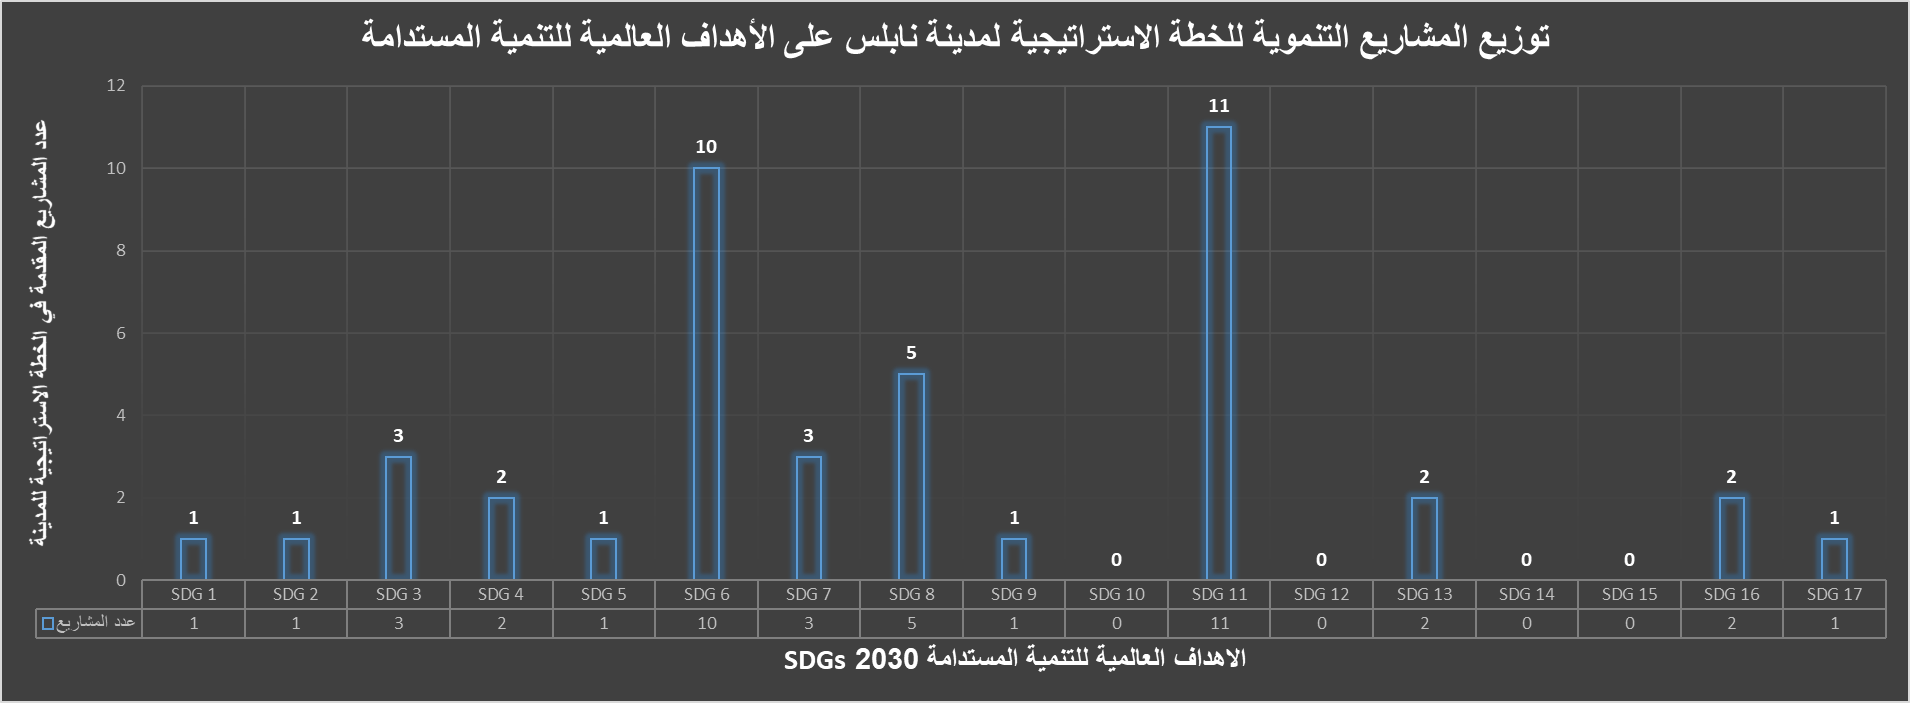 توزيع المشاريع التنموية للخطة الاستراتيجية لمدينة نابلس على الأهداف العالمية للتنمية المستدامة
عدد المشاريع المقدمة في الخطة الاستراتيجية للمدينة
12
10
8
6
4
2
0
1 1 3 2 1 10 3 5 1 0 11 0 2 0 0 2 1
SDG 1 SDG 2 SDG 3 SDG 4 SDG 5 SDG 6 SDG 7 SDG 8 SDG 9 SDG 10 SDG 11 SDG 12 SDG 13 SDG 14 SDG 15 SDG 16 SDG 17
عدد المشاريع 1 1 3 2 1 10 3 5 1 0 11 0 2 0 0 2 1
الاهداف العالمية للتنمية المستدامة SDGs 2030